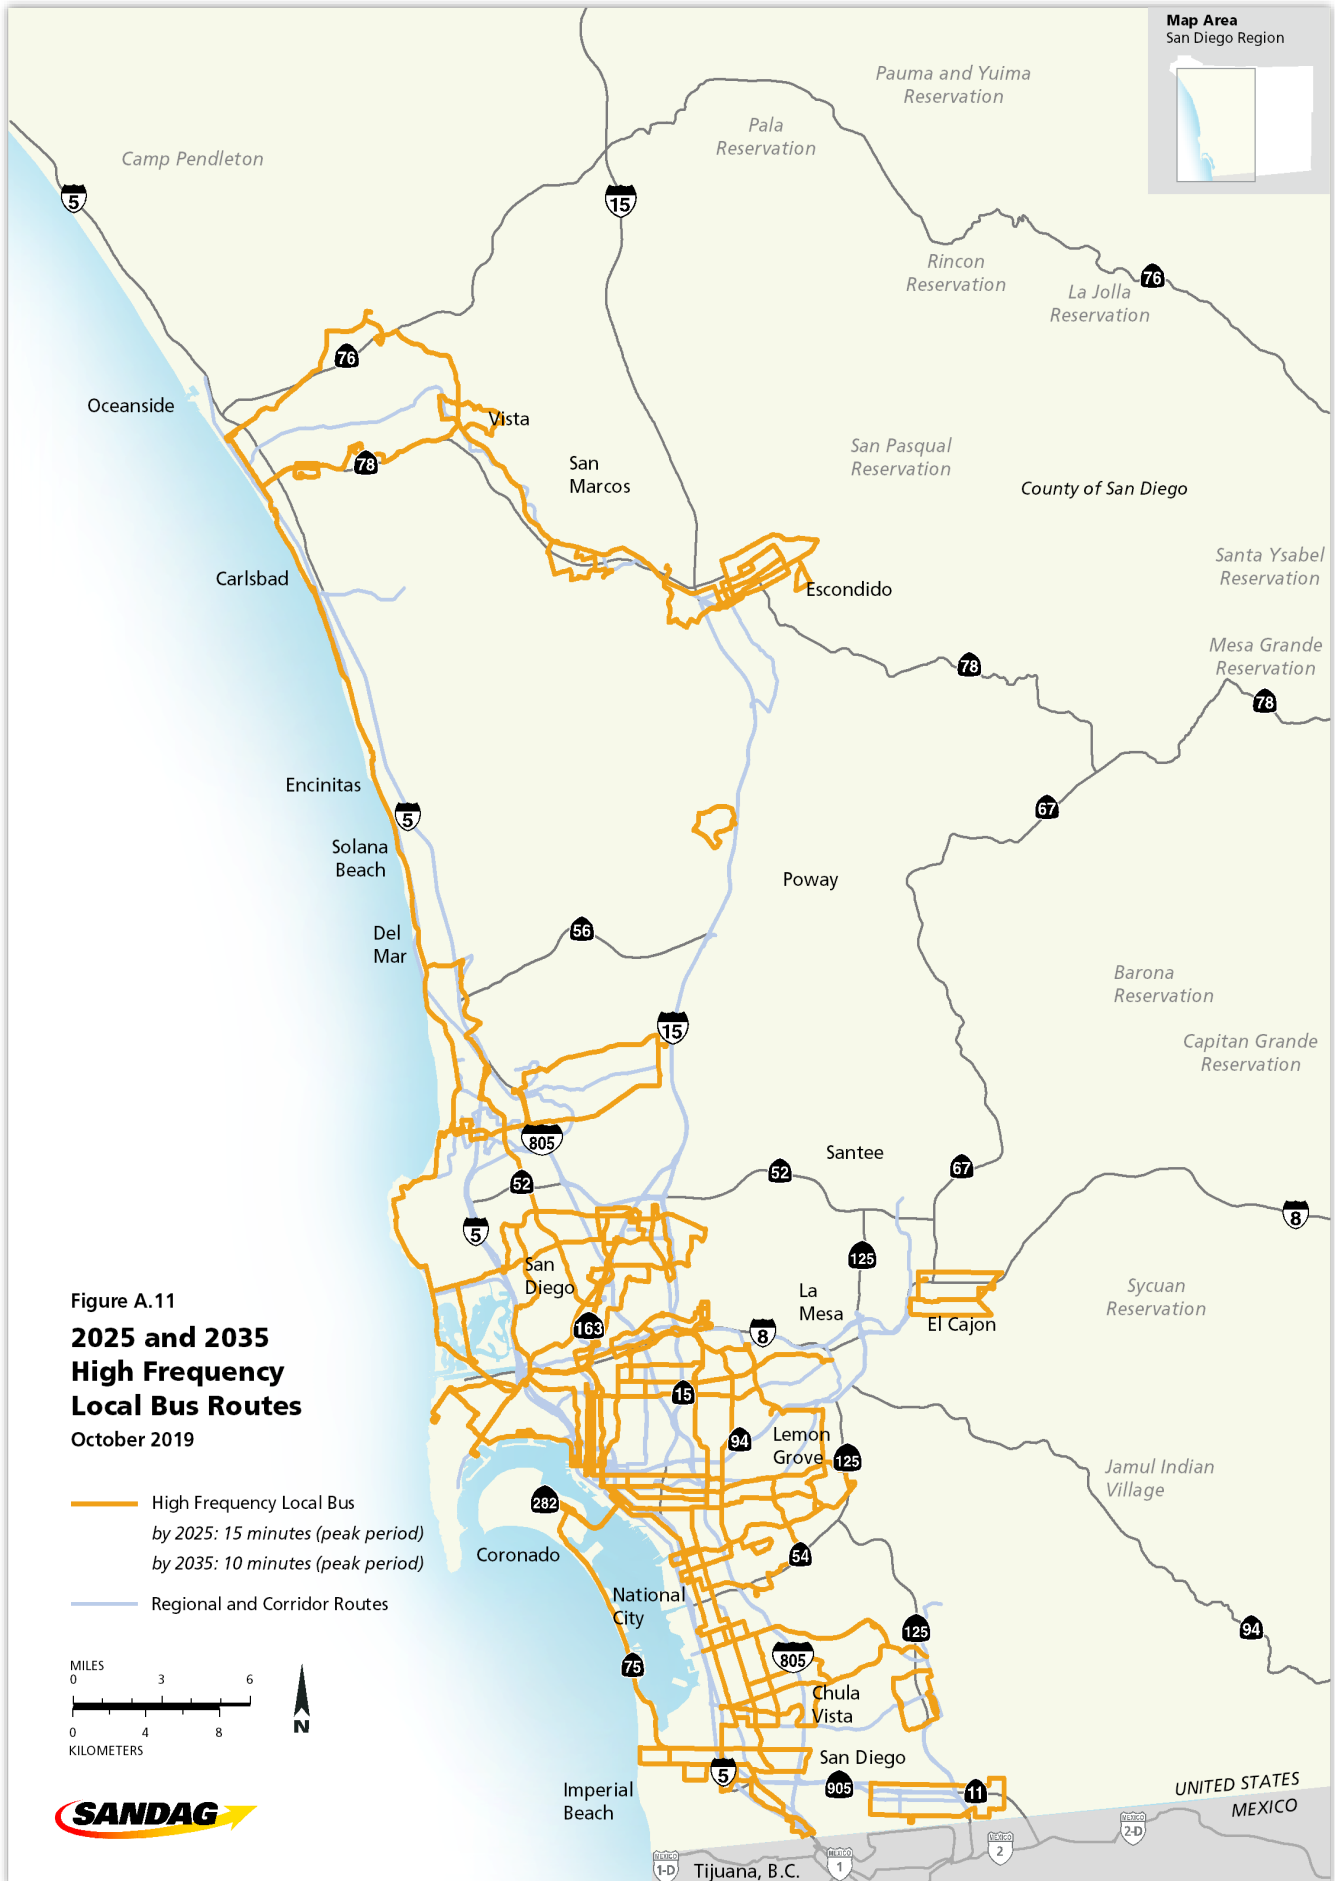 Map Area
San Diego Region
Pauma and Yuima
Reservation
Pala
Reservation
Camp Pendleton
5
15
Rincon
Reservation
La Jolla
Reservation
76
76
Oceanside
Vista
78
San
Marcos
San Pasqual
Reservation
County of San Diego
Santa Ysabel
Reservation
Carlsbad
Escondido
Mesa Grande
Reservation
78
78
Encinitas
5
67
Solana
Beach
Poway
Del
Mar
56
Barona
Reservation
15
Capitan Grande
Reservation
805
Santee
52
67
52
5
8
125
San
Diego
La
Mesa
Sycuan
Reservation
163
8
El Cajon
Figure A.11
2025 and 2035
High Frequency
Local Bus Routes
October 2019
15
94
Lemon
Grove
125
Jamul Indian
Village
High Frequency Local Bus
by 2025: 15 minutes (peak period)
by 2035: 10 minutes (peak period)
Regional and Corridor Routes
282
Coronado
54
National
City
125
94
805
75
MILES
0 3 6
0 4 8
KILOMETERS
N
Chula
Vista
San Diego
5
905
11
Imperial
Beach
UNITED STATES
MEXICO
SANDAG
MEXICO
1-D
Tijuana, B.C.
MEXICO
1
MEXICO
2
MEXICO
2-D